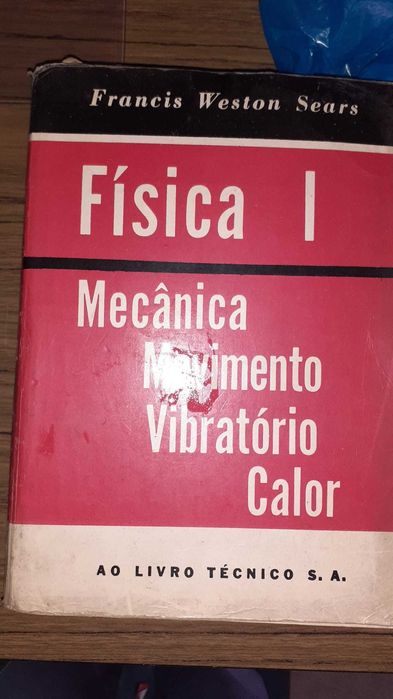 Francis Weston Sears
Física I
Mecânica
Movimento
Vibratório
Calor
AO LIVRO TÉCNICO S. A.